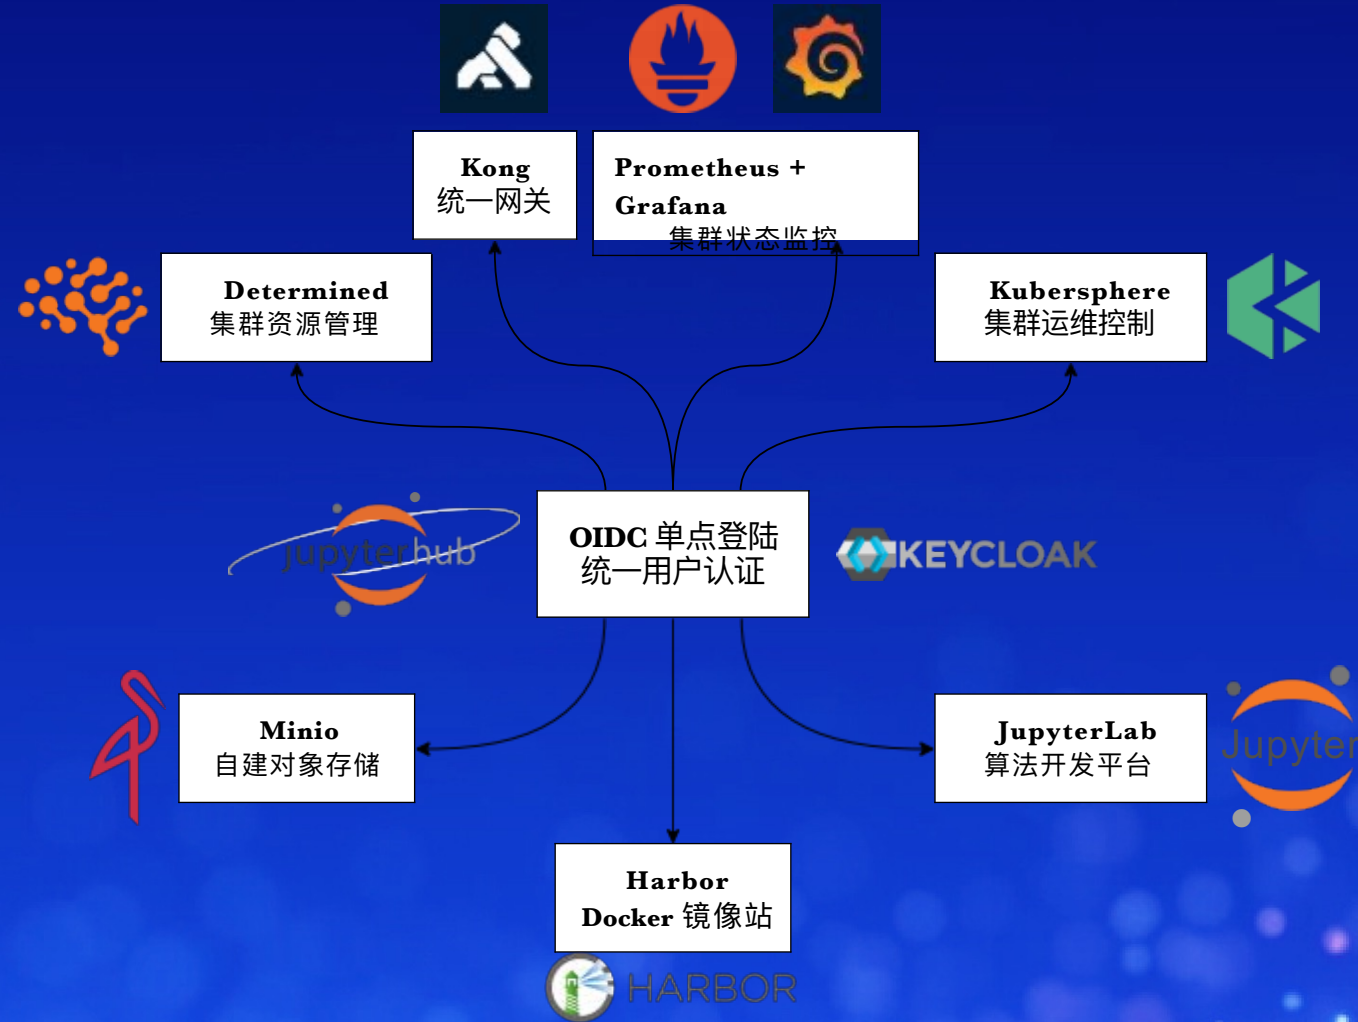 Kong
统一网关
Prometheus +
Grafana
集群状态监控
Determined
集群资源管理
Kubersphere
集群运维控制
jupyterhub
OIDC 单点登陆
统一用户认证
KEYCLOAK
Minio
自建对象存储
JupyterLab
算法开发平台
Jupyter
Harbor
Docker 镜像站
HARBOR